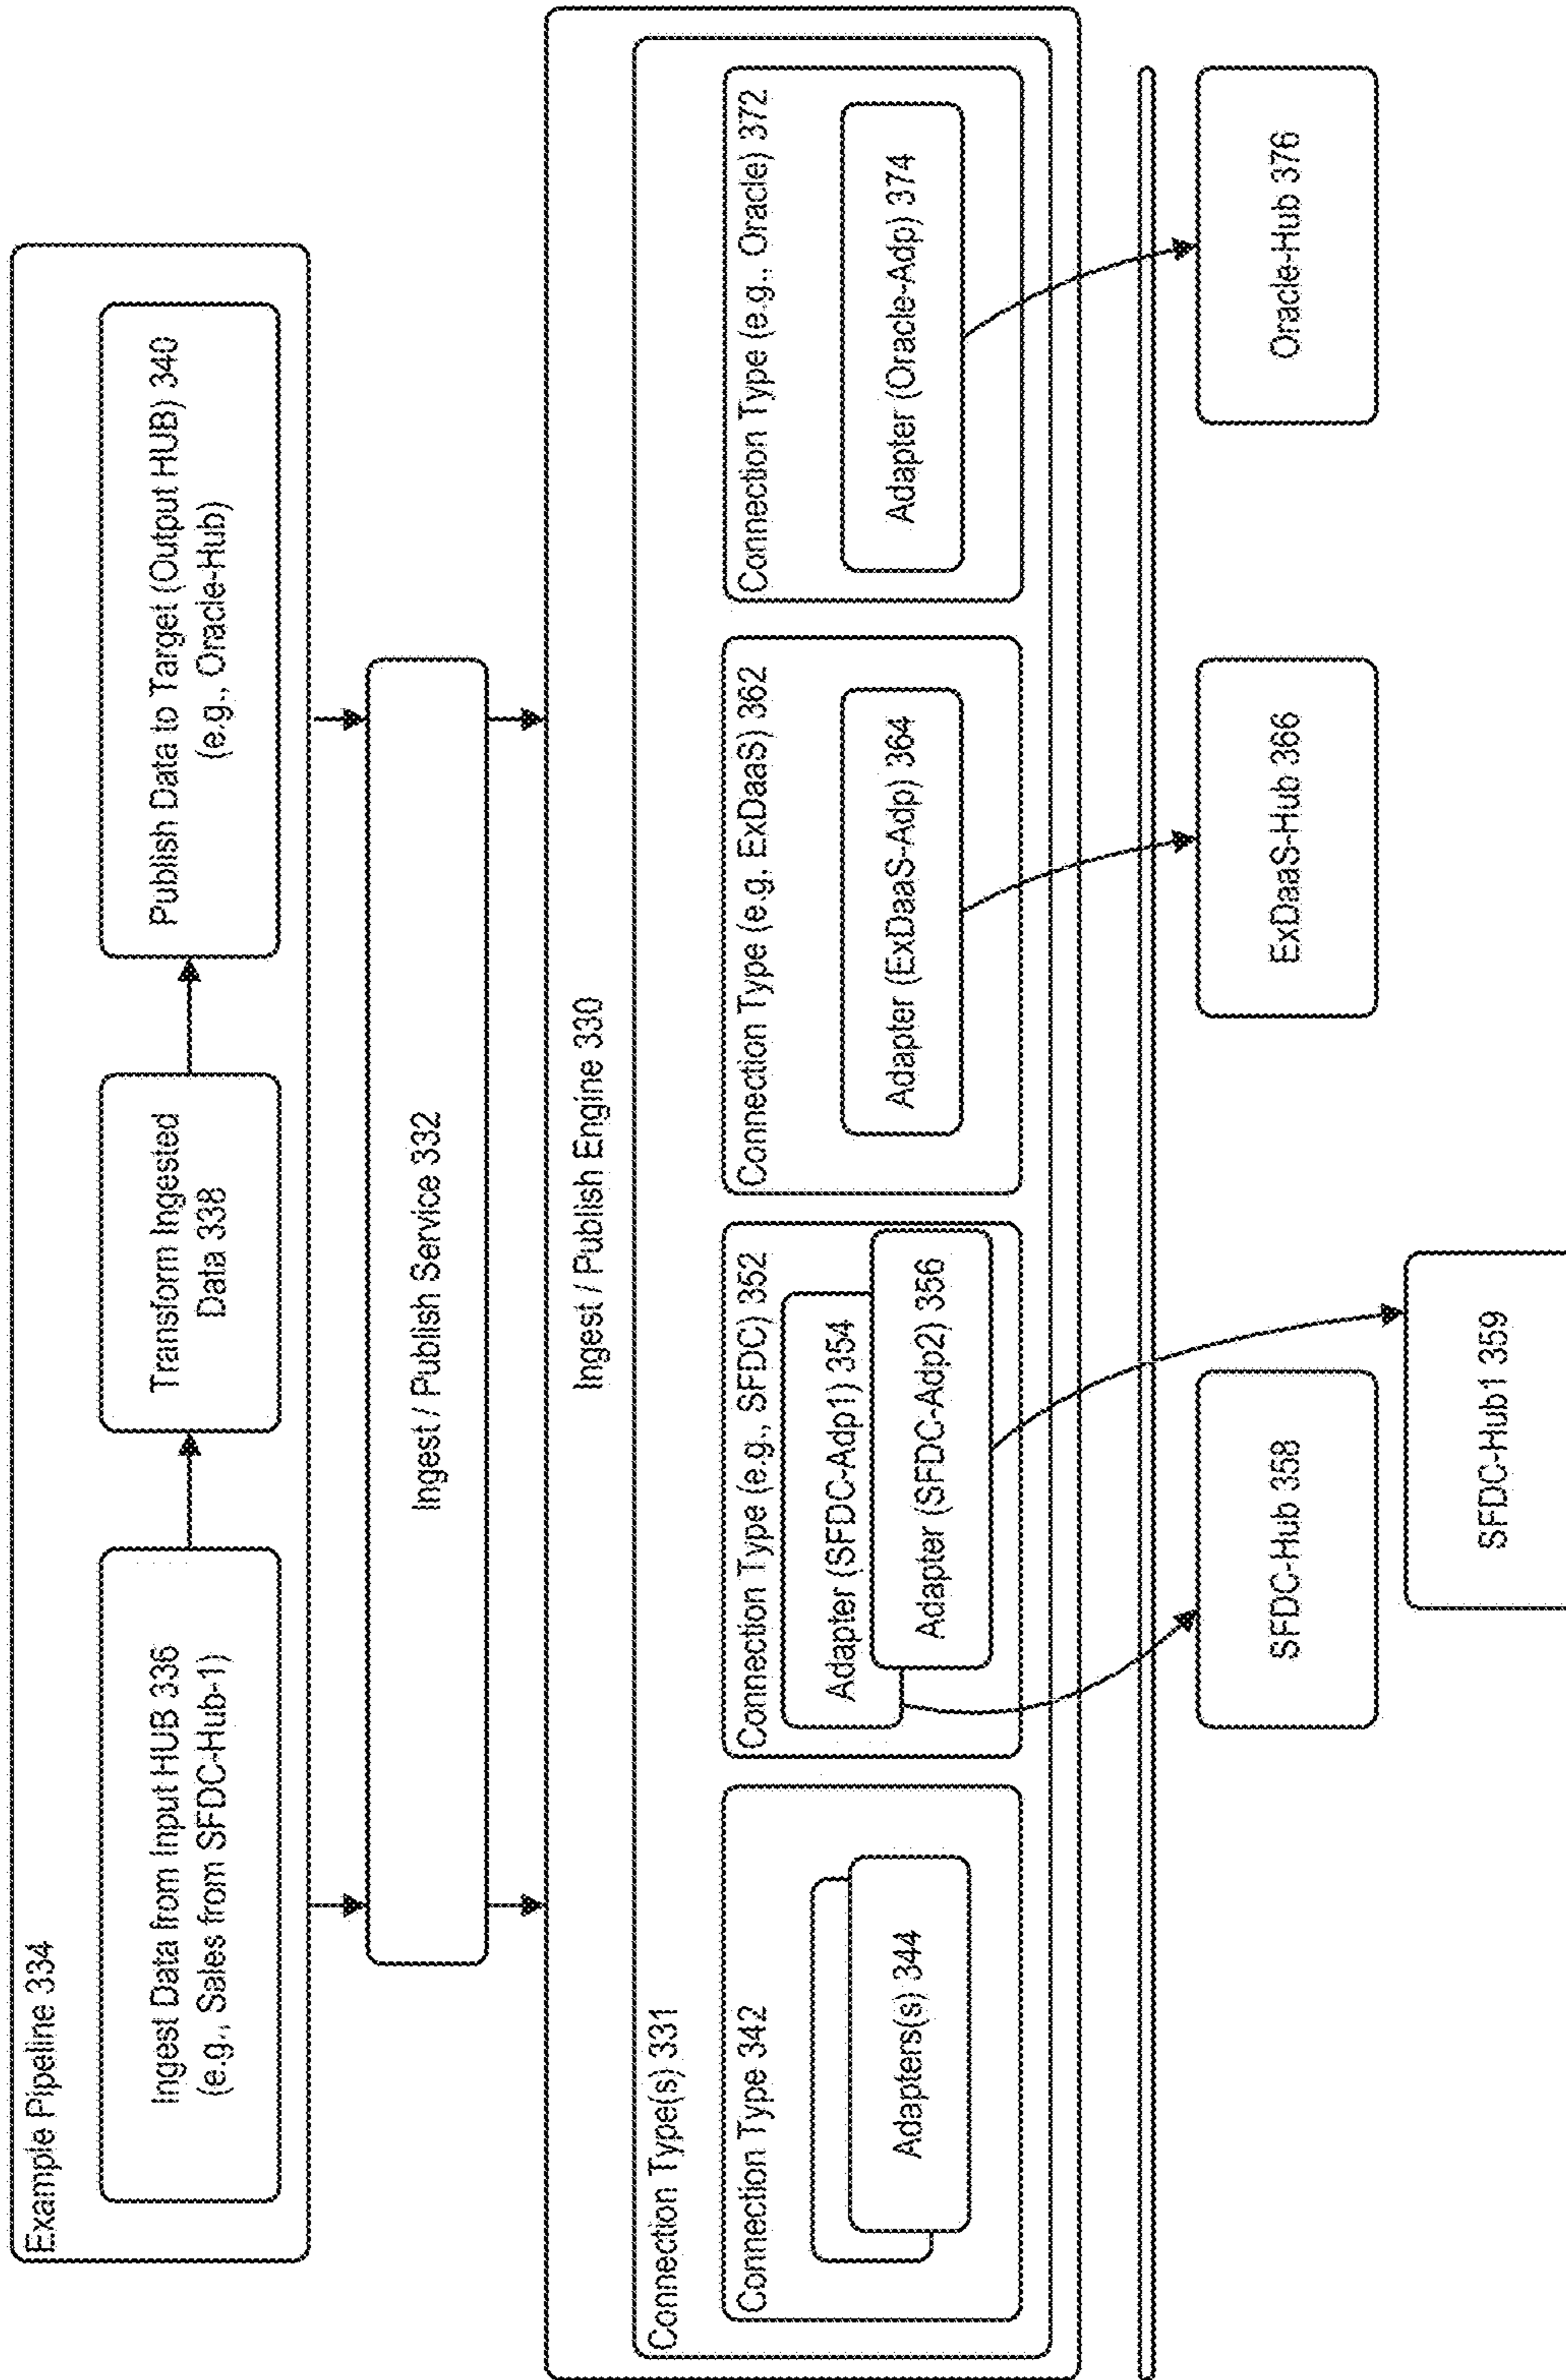 Example Pipeline 334
Ingest Data from Input HUB 336
(e.g., Sales from SFDC-Hub-1)
Transform Ingested
Data 338
Publish Data to Target (Output HUB) 340
(e.g., Oracle-Hub)
Ingest / Publish Service 332
Ingest / Publish Engine 330
Connection Type(s) 331
Connection Type 342
Adapters(s) 344
Connection Type (e.g., SFDC) 352
Adapter (SFDC-Adp1) 354
Adapter (SFDC-Adp2) 356
Connection Type (e.g. ExDaaS) 362
Adapter (ExDaaS-Adp) 364
Connection Type (e.g., Oracle) 372
Adapter (Oracle-Adp) 374
SFDC-Hub 358
SFDC-Hub1 359
ExDaaS-Hub 366
Oracle-Hub 376